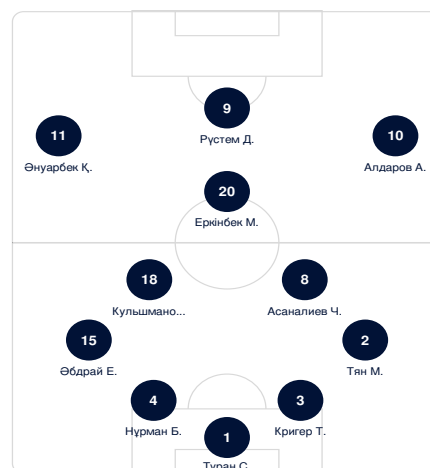 9
Рүстем Д.
11
Әнуарбек Қ.
10
Алдаров А.
20
Еркінбек М.
18
Кульшмано...
8
Асаналиев Ч.
15
Әбдрай Е.
2
Тян М.
4
Нұрман Б.
3
Кригер Т.
1
Туран С.